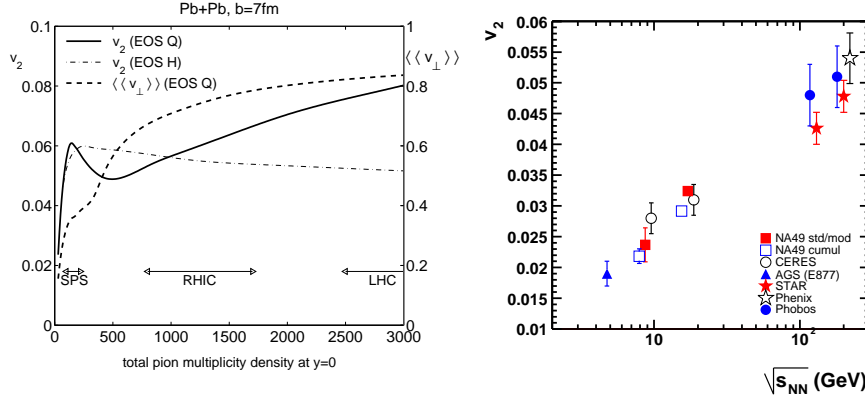 Pb+Pb, b=7fm
v2
⟨⟨ v⊥ ⟩⟩
v2 (EOS Q)
v2 (EOS H)
⟨⟨ v⊥ ⟩⟩ (EOS Q)
0.1
0.08
0.06
0.04
0.02
0
1
0.8
0.6
0.4
0.2
0
SPS
RHIC
LHC
0 500 1000 1500 2000 2500 3000
total pion multiplicity density at y=0
v2
0.06
0.055
0.05
0.045
0.04
0.035
0.03
0.025
0.02
0.015
0.01
NA49 std/mod
NA49 cumul
CERES
AGS (E877)
STAR
Phenix
Phobos
10 10²
√sNN (GeV)